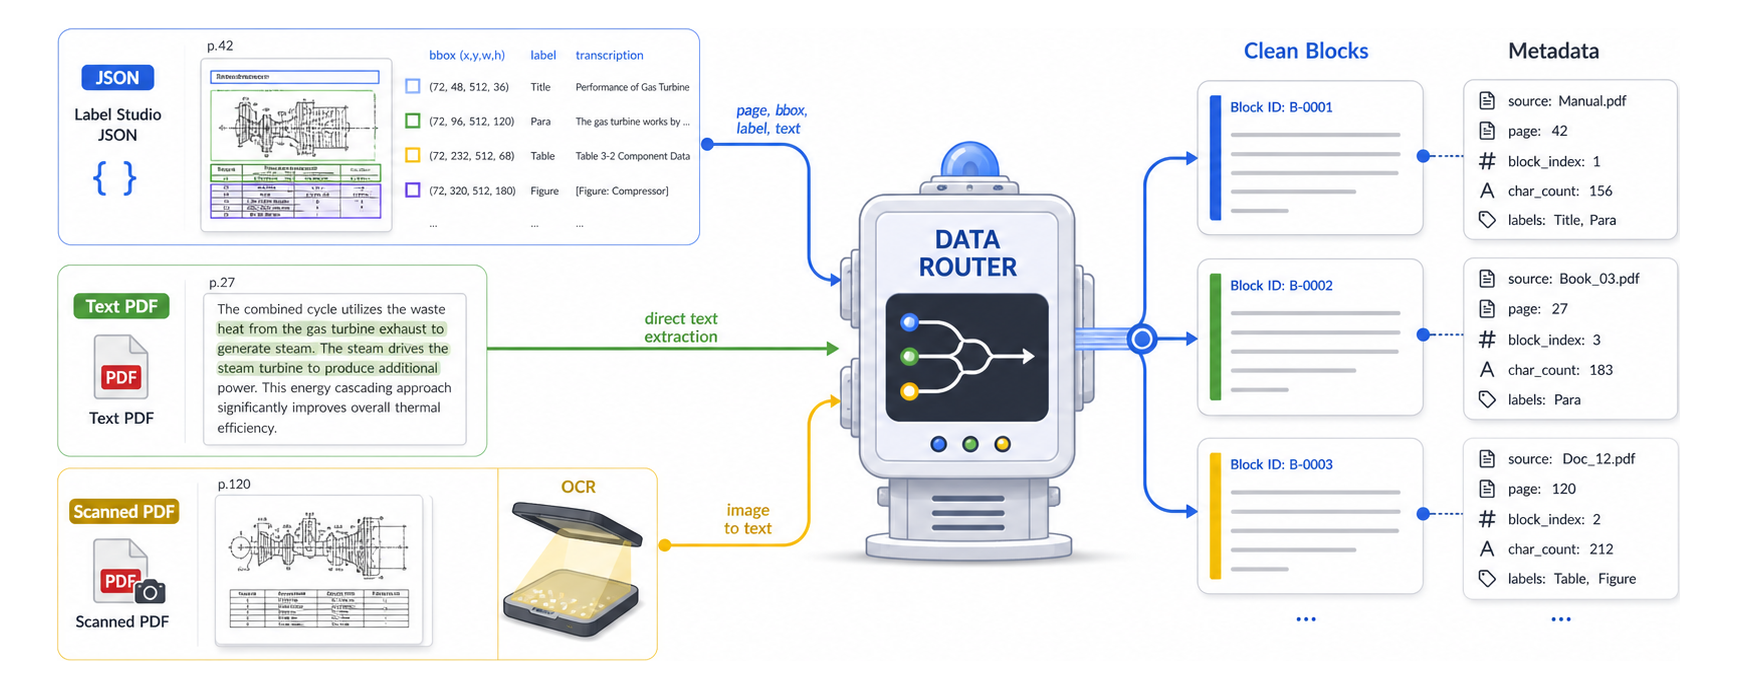 JSON
Label Studio
JSON
{ }
p.42
bbox (x,y,w,h) label transcription
(72, 48, 512, 36) Title Performance of Gas Turbine
(72, 96, 512, 120) Para The gas turbine works by ...
(72, 232, 512, 68) Table Table 3-2 Component Data
(72, 320, 512, 180) Figure [Figure: Compressor]
... ... ...
page, bbox,
label, text
Text PDF
PDF
Text PDF
p.27
The combined cycle utilizes the waste
heat from the gas turbine exhaust to
generate steam. The steam drives the
steam turbine to produce additional
power. This energy cascading approach
significantly improves overall thermal
efficiency.
direct text
extraction
Scanned PDF
PDF
Scanned PDF
p.120
OCR
image
to text
DATA
ROUTER
Clean Blocks
Block ID: B-0001
Block ID: B-0002
Block ID: B-0003
...
Metadata
source: Manual.pdf
page: 42
# block_index: 1
A char_count: 156
labels: Title, Para
source: Book_03.pdf
page: 27
# block_index: 3
A char_count: 183
labels: Para
source: Doc_12.pdf
page: 120
# block_index: 2
A char_count: 212
labels: Table, Figure
...